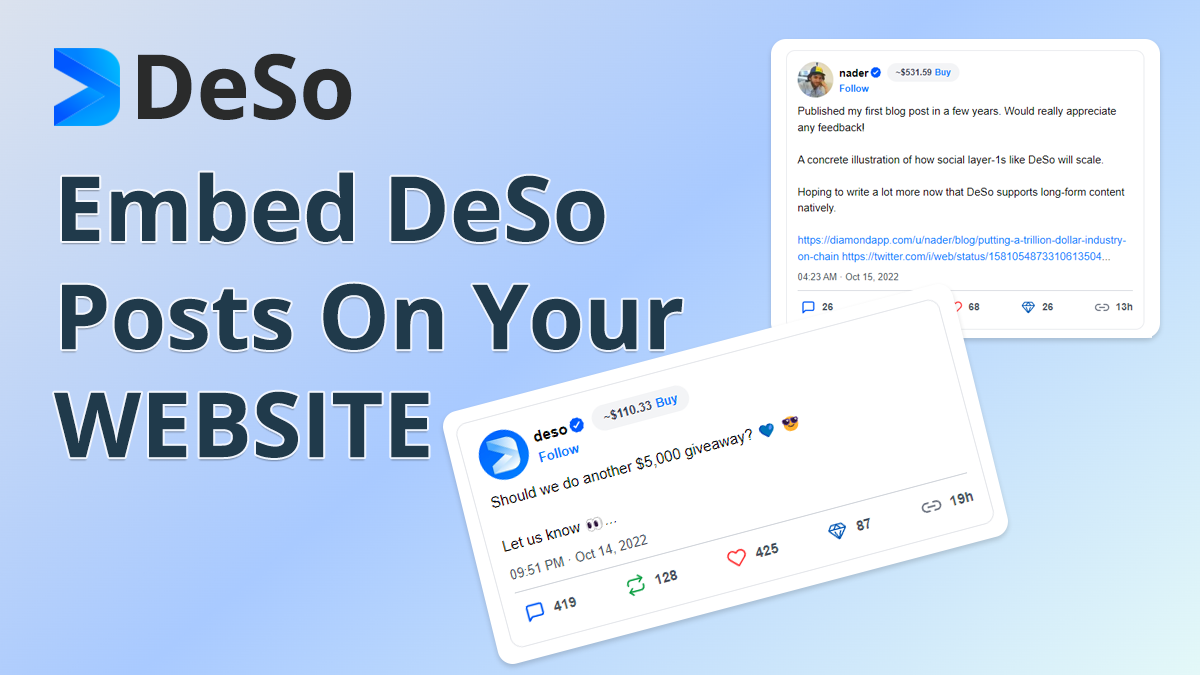 DeSo
Embed DeSo
Posts On Your
WEBSITE
nader ~$531.59 Buy
Follow
Published my first blog post in a few years. Would really appreciate
any feedback!
A concrete illustration of how social layer-1s like DeSo will scale.
Hoping to write a lot more now that DeSo supports long-form content
natively.
https://diamondapp.com/u/nader/blog/putting-a-trillion-dollar-industry-
on-chain https://twitter.com/i/web/status/1581054873310613504...
04:23 AM · Oct 15, 2022
26 68 26 13h
deso ~$110.33 Buy
Follow
Should we do another $5,000 giveaway? 💙 😎
Let us know 👀...
09:51 PM · Oct 14, 2022
419 128 425 87 19h